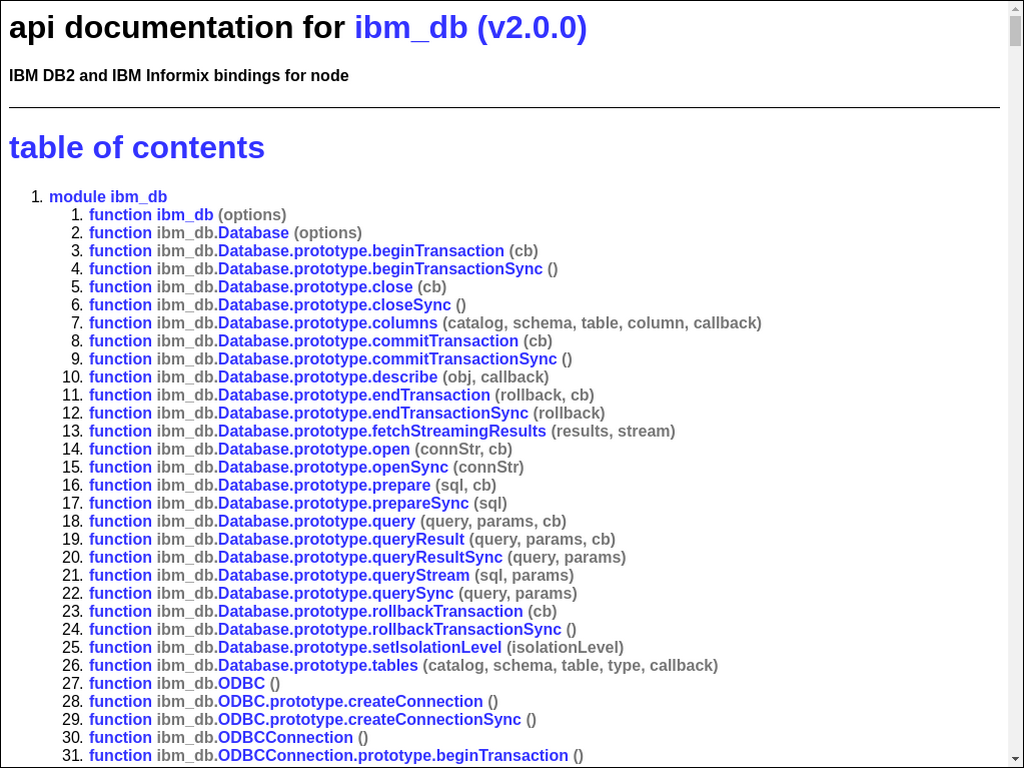 api documentation for ibm_db (v2.0.0)
IBM DB2 and IBM Informix bindings for node
table of contents
1. module ibm_db
1. function ibm_db (options)
2. function ibm_db.Database (options)
3. function ibm_db.Database.prototype.beginTransaction (cb)
4. function ibm_db.Database.prototype.beginTransactionSync ()
5. function ibm_db.Database.prototype.close (cb)
6. function ibm_db.Database.prototype.closeSync ()
7. function ibm_db.Database.prototype.columns (catalog, schema, table, column, callback)
8. function ibm_db.Database.prototype.commitTransaction (cb)
9. function ibm_db.Database.prototype.commitTransactionSync ()
10. function ibm_db.Database.prototype.describe (obj, callback)
11. function ibm_db.Database.prototype.endTransaction (rollback, cb)
12. function ibm_db.Database.prototype.endTransactionSync (rollback)
13. function ibm_db.Database.prototype.fetchStreamingResults (results, stream)
14. function ibm_db.Database.prototype.open (connStr, cb)
15. function ibm_db.Database.prototype.openSync (connStr)
16. function ibm_db.Database.prototype.prepare (sql, cb)
17. function ibm_db.Database.prototype.prepareSync (sql)
18. function ibm_db.Database.prototype.query (query, params, cb)
19. function ibm_db.Database.prototype.queryResult (query, params, cb)
20. function ibm_db.Database.prototype.queryResultSync (query, params)
21. function ibm_db.Database.prototype.queryStream (sql, params)
22. function ibm_db.Database.prototype.querySync (query, params)
23. function ibm_db.Database.prototype.rollbackTransaction (cb)
24. function ibm_db.Database.prototype.rollbackTransactionSync ()
25. function ibm_db.Database.prototype.setIsolationLevel (isolationLevel)
26. function ibm_db.Database.prototype.tables (catalog, schema, table, type, callback)
27. function ibm_db.ODBC ()
28. function ibm_db.ODBC.prototype.createConnection ()
29. function ibm_db.ODBC.prototype.createConnectionSync ()
30. function ibm_db.ODBCConnection ()
31. function ibm_db.ODBCConnection.prototype.beginTransaction ()